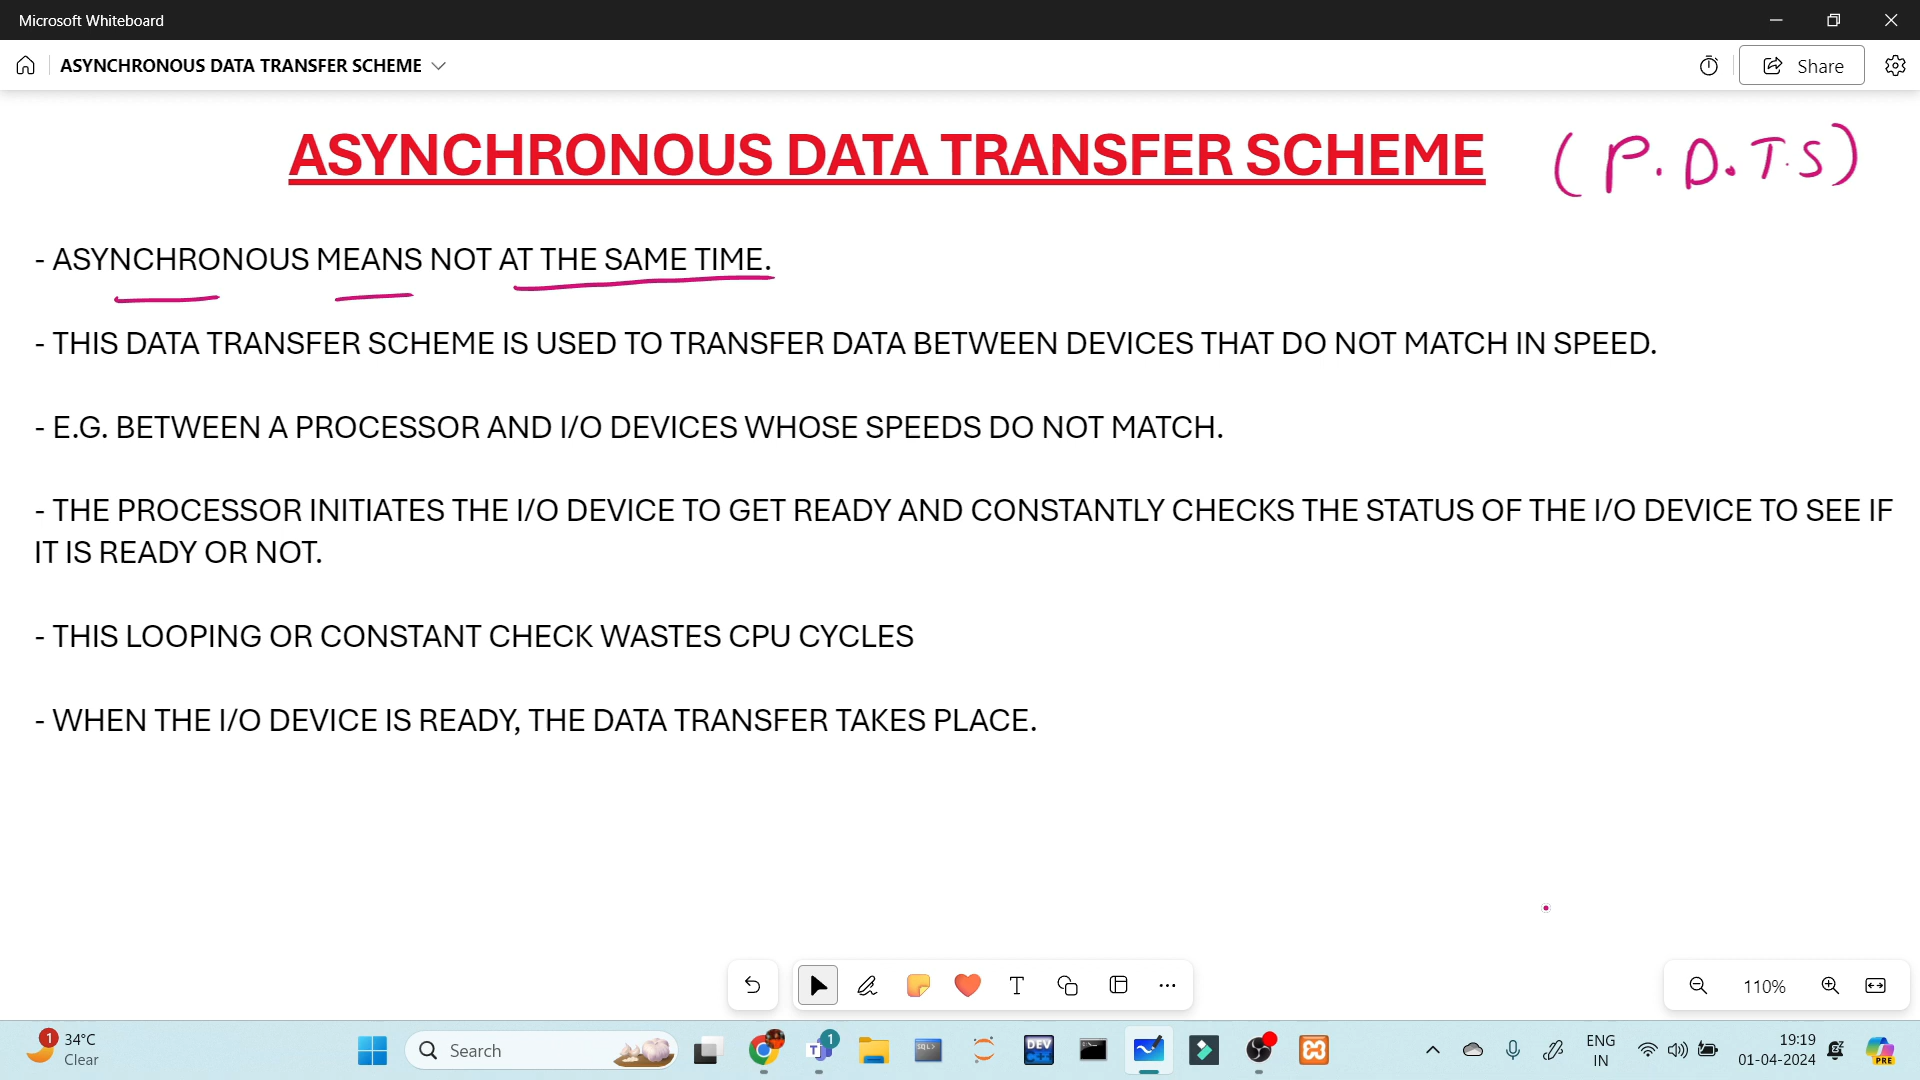 Microsoft Whiteboard
ASYNCHRONOUS DATA TRANSFER SCHEME
Share
ASYNCHRONOUS DATA TRANSFER SCHEME (P.D.T.S)
- ASYNCHRONOUS MEANS NOT AT THE SAME TIME.
- THIS DATA TRANSFER SCHEME IS USED TO TRANSFER DATA BETWEEN DEVICES THAT DO NOT MATCH IN SPEED.
- E.G. BETWEEN A PROCESSOR AND I/O DEVICES WHOSE SPEEDS DO NOT MATCH.
- THE PROCESSOR INITIATES THE I/O DEVICE TO GET READY AND CONSTANTLY CHECKS THE STATUS OF THE I/O DEVICE TO SEE IF
IT IS READY OR NOT.
- THIS LOOPING OR CONSTANT CHECK WASTES CPU CYCLES
- WHEN THE I/O DEVICE IS READY, THE DATA TRANSFER TAKES PLACE.
110%
1
34°C
Clear
Search
1
SQL>
DEV
C++
ENG
IN
19:19
01-04-2024
PRE